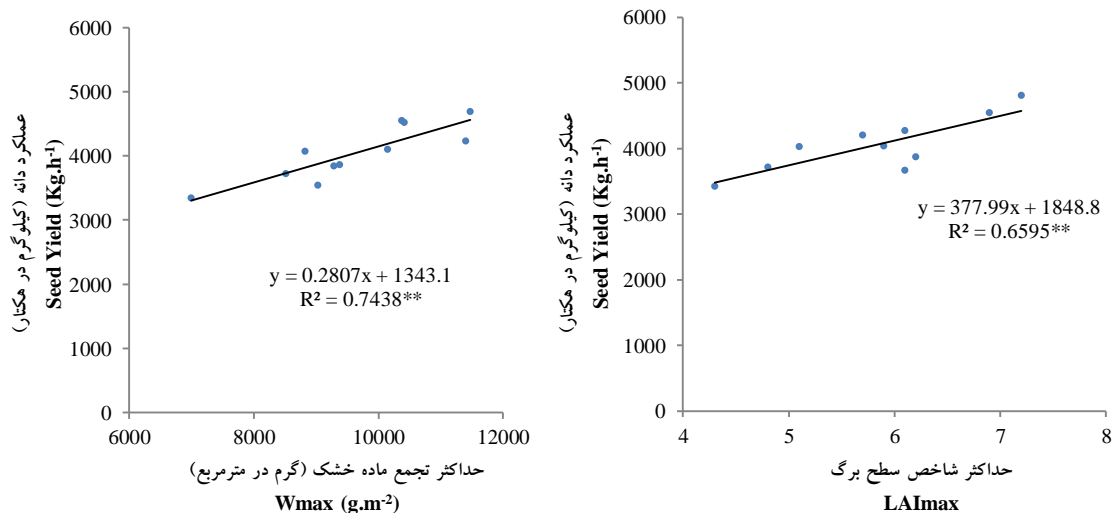 6000
5000
4000
3000
2000
1000
0
عملکرد دانه (کیلوگرم در هکتار)
Seed Yield (Kg.h-1)
y = 0.2807x + 1343.1
R² = 0.7438**
6000 8000 10000 12000
حداکثر تجمع ماده خشک (گرم در مترمربع)
Wmax (g.m-2)
6000
5000
4000
3000
2000
1000
0
عملکرد دانه (کیلوگرم در هکتار)
Seed Yield (Kg.h-1)
y = 377.99x + 1848.8
R² = 0.6595**
4 5 6 7 8
حداکثر شاخص سطح برگ
LAImax